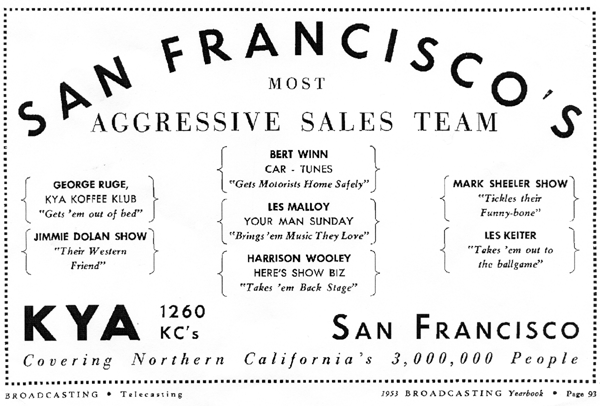 SAN FRANCISCO'S
MOST
AGGRESSIVE SALES TEAM
GEORGE RUGE,
KYA KOFFEE KLUB
"Gets 'em out of bed"
JIMMIE DOLAN SHOW
"Their Western
Friend"
BERT WINN
CAR - TUNES
"Gets Motorists Home Safely"
LES MALLOY
YOUR MAN SUNDAY
"Brings 'em Music They Love"
HARRISON WOOLEY
HERE'S SHOW BIZ
"Takes 'em Back Stage"
MARK SHEELER SHOW
"Tickles their
Funny-bone"
LES KEITER
"Takes 'em out to
the ballgame"
KYA 1260
KC's
SAN FRANCISCO
Covering Northern California's 3,000,000 People
BROADCASTING • Telecasting
1953 BROADCASTING Yearbook • Page 93